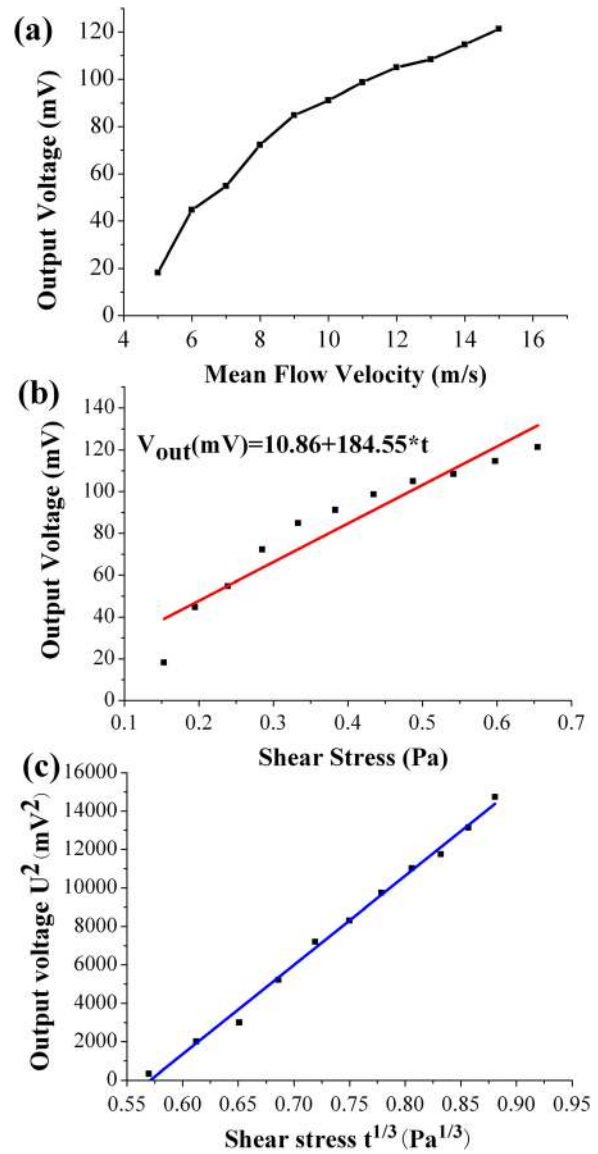 (a)
120
100
80
60
40
20
0
Output Voltage (mV)
4 6 8 10 12 14 16
Mean Flow Velocity (m/s)
(b)
140
120
100
80
60
40
20
0
Output Voltage (mV)
V_out(mV)=10.86+184.55*t
0.1 0.2 0.3 0.4 0.5 0.6 0.7
Shear Stress (Pa)
(c)
16000
14000
12000
10000
8000
6000
4000
2000
0
Output voltage U² (mV²)
0.55 0.60 0.65 0.70 0.75 0.80 0.85 0.90 0.95
Shear stress t^1/3 (Pa^1/3)